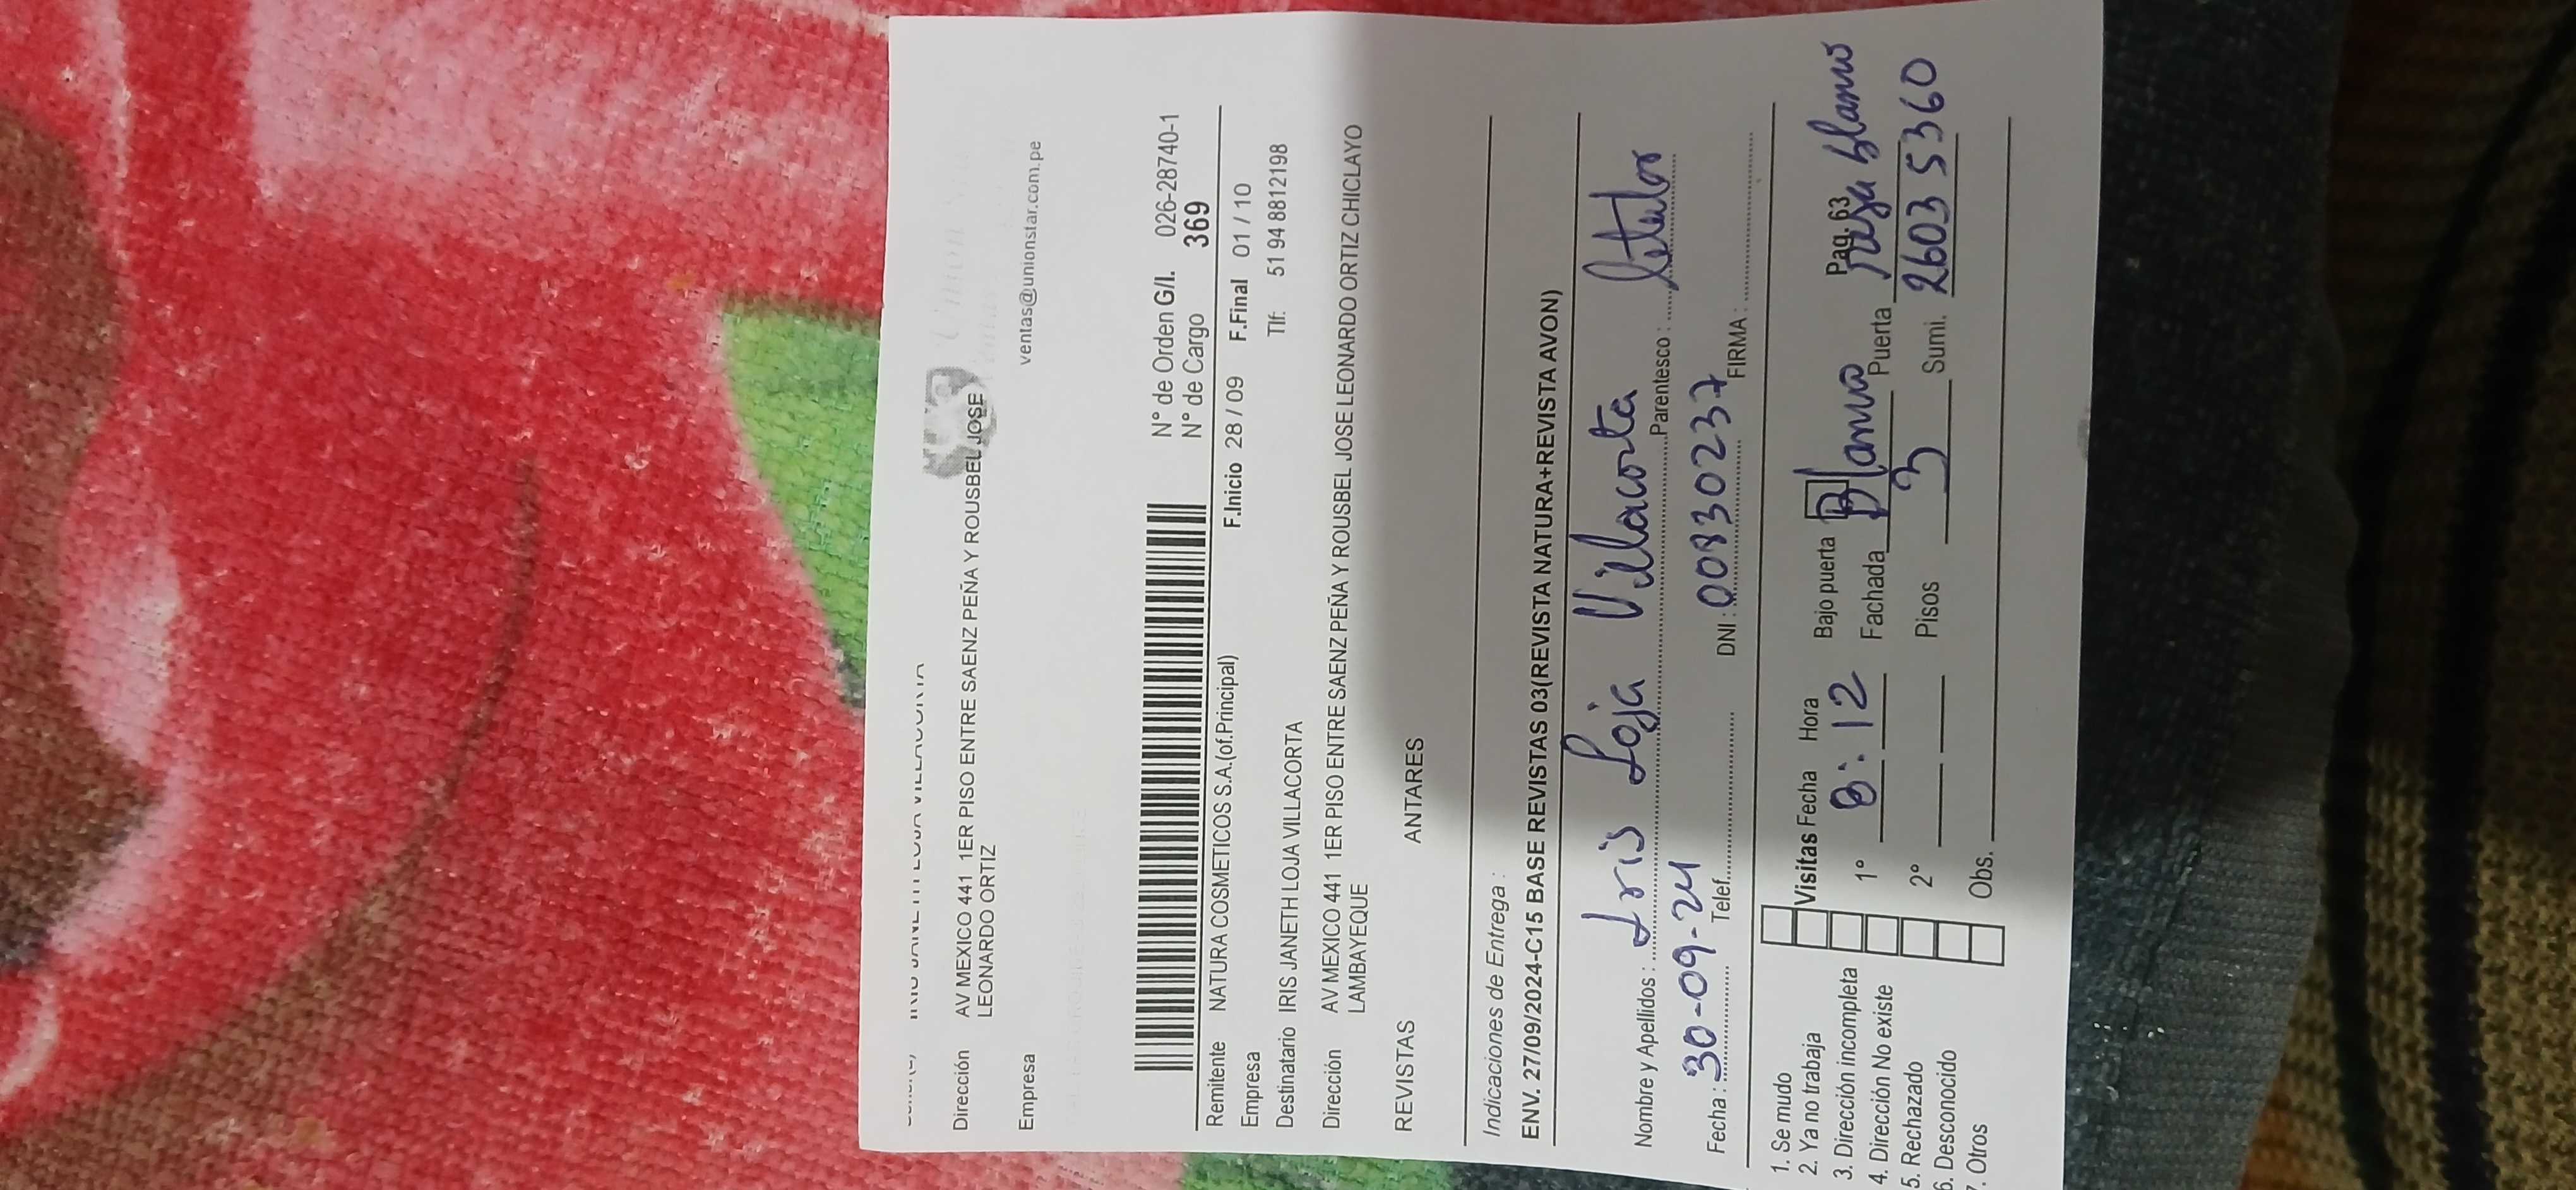 IRIS JANETH LOJA VILLACORTA
Dirección AV MEXICO 441 1ER PISO ENTRE SAENZ PEÑA Y ROUSBEL JOSE
LEONARDO ORTIZ
Empresa ventas@unionstar.com.pe
N° de Orden G/I. 026-28740-1
N° de Cargo 369
Remitente NATURA COSMETICOS S.A.(of.Principal) F.Inicio 28 / 09 F.Final 01 / 10
Empresa Tlf: 51 94 8812198
Destinatario IRIS JANETH LOJA VILLACORTA
Dirección AV MEXICO 441 1ER PISO ENTRE SAENZ PEÑA Y ROUSBEL JOSE LEONARDO ORTIZ CHICLAYO
LAMBAYEQUE
REVISTAS ANTARES
Indicaciones de Entrega :
ENV. 27/09/2024-C15 BASE REVISTAS 03(REVISTA NATURA+REVISTA AVON)
Nombre y Apellidos : Iris Loja Villacorta Parentesco : titular
Fecha : 30-09-24 Telef. DNI : 00830237 FIRMA :
1. Se mudo
2. Ya no trabaja Visitas Fecha Hora Bajo puerta Pag. 63
3. Dirección incompleta 1° 8:12 Fachada Blanco Puerta reja blanco
4. Dirección No existe
5. Rechazado 2° Pisos 3 Sumi. 26035360
6. Desconocido
7. Otros Obs.